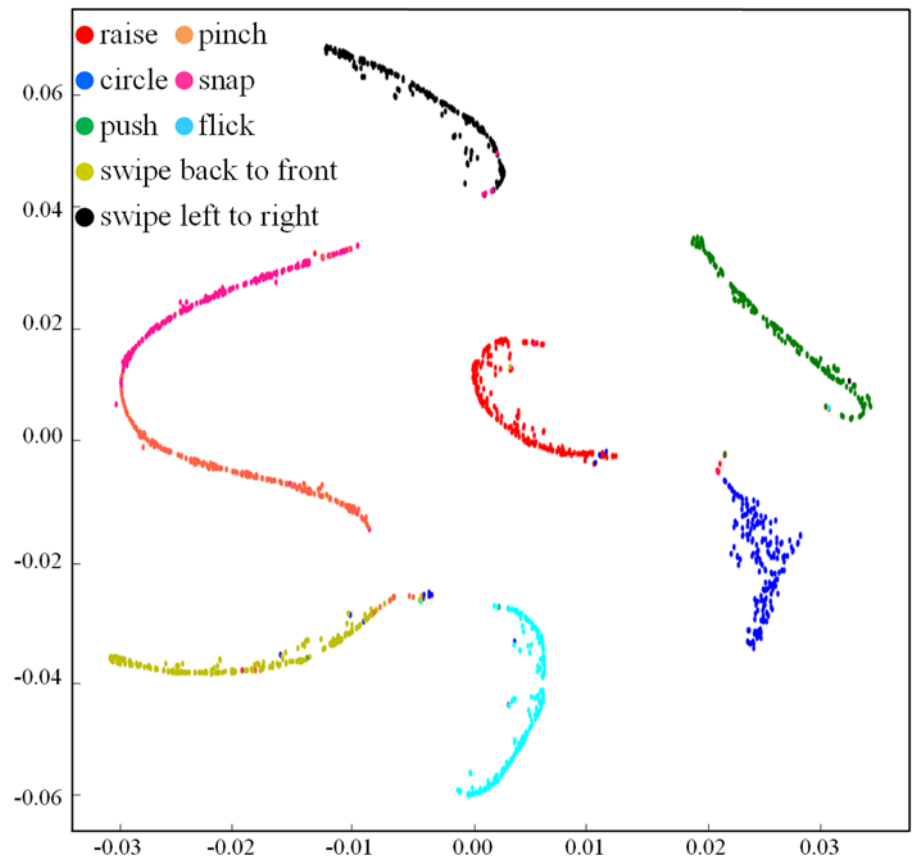 raise pinch
circle snap
push flick
swipe back to front
swipe left to right
0.06
0.04
0.02
0.00
-0.02
-0.04
-0.06
-0.03 -0.02 -0.01 0.00 0.01 0.02 0.03